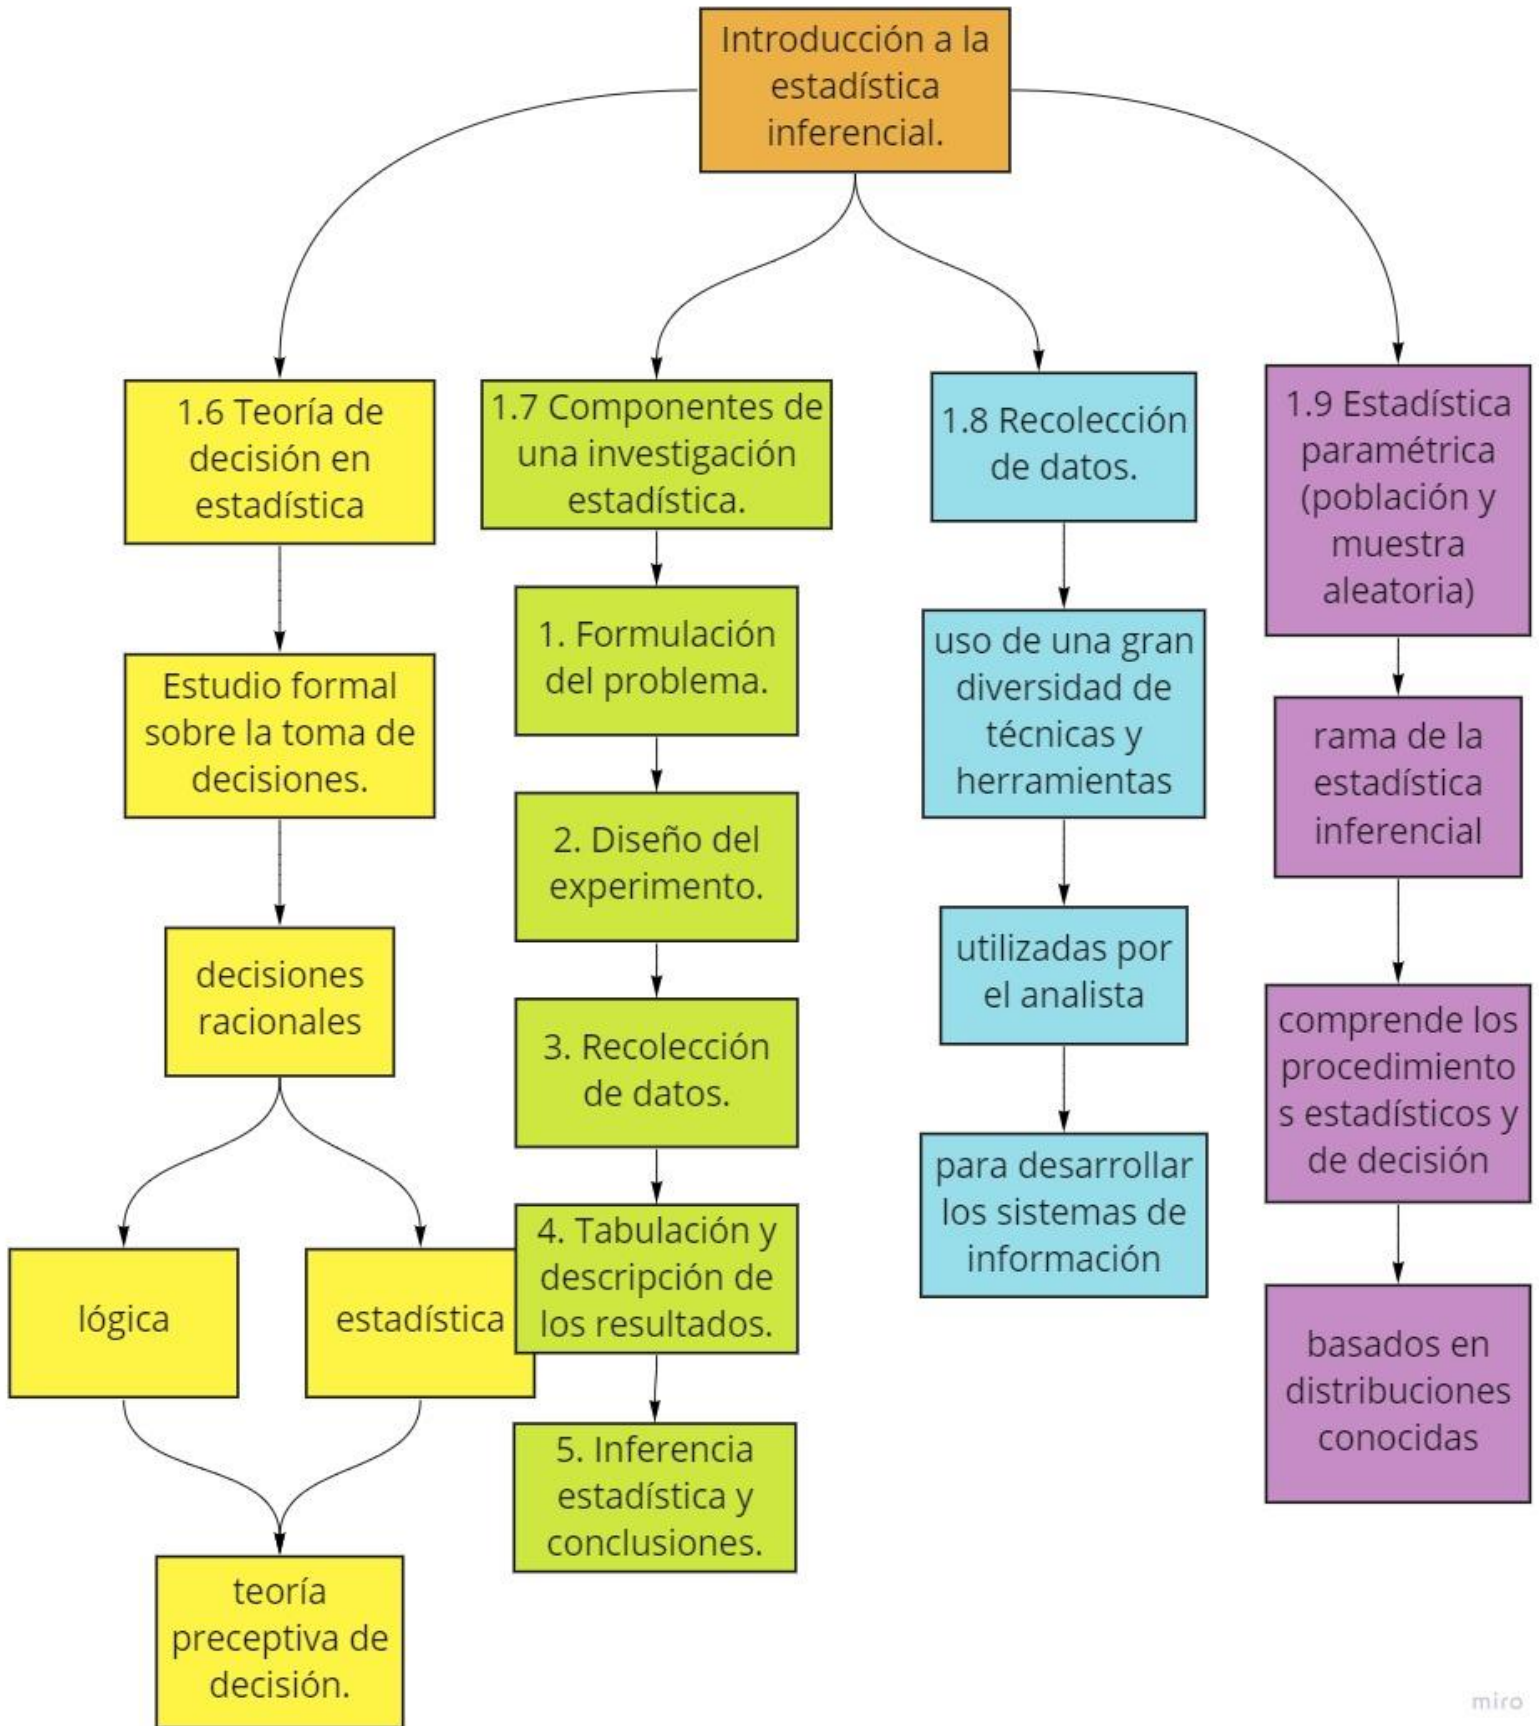 Introducción a la
estadística
inferencial.
1.6 Teoría de
decisión en
estadística
Estudio formal
sobre la toma de
decisiones.
decisiones
racionales
lógica
estadística
teoría
preceptiva de
decisión.
1.7 Componentes de
una investigación
estadística.
1. Formulación
del problema.
2. Diseño del
experimento.
3. Recolección
de datos.
4. Tabulación y
descripción de
los resultados.
5. Inferencia
estadística y
conclusiones.
1.8 Recolección
de datos.
uso de una gran
diversidad de
técnicas y
herramientas
utilizadas por
el analista
para desarrollar
los sistemas de
información
1.9 Estadística
paramétrica
(población y
muestra
aleatoria)
rama de la
estadística
inferencial
comprende los
procedimiento
s estadísticos y
de decisión
basados en
distribuciones
conocidas
miro